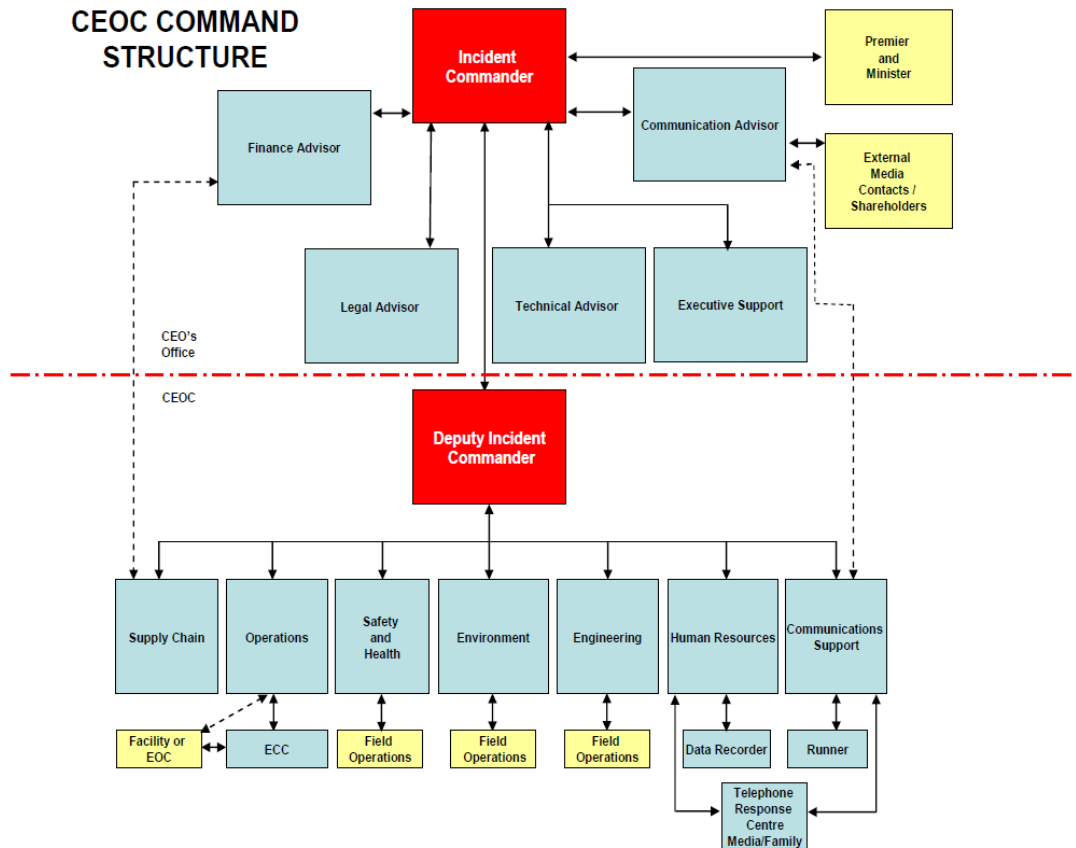 CEOC COMMAND
STRUCTURE
Incident
Commander
Premier
and
Minister
Finance Advisor
Communication Advisor
External
Media
Contacts /
Shareholders
Legal Advisor
Technical Advisor
Executive Support
CEO's
Office
CEOC
Deputy Incident
Commander
Supply Chain
Operations
Safety
and
Health
Environment
Engineering
Human Resources
Communications
Support
Facility or
EOC
ECC
Field
Operations
Field
Operations
Field
Operations
Data Recorder
Runner
Telephone
Response
Centre
Media/Family